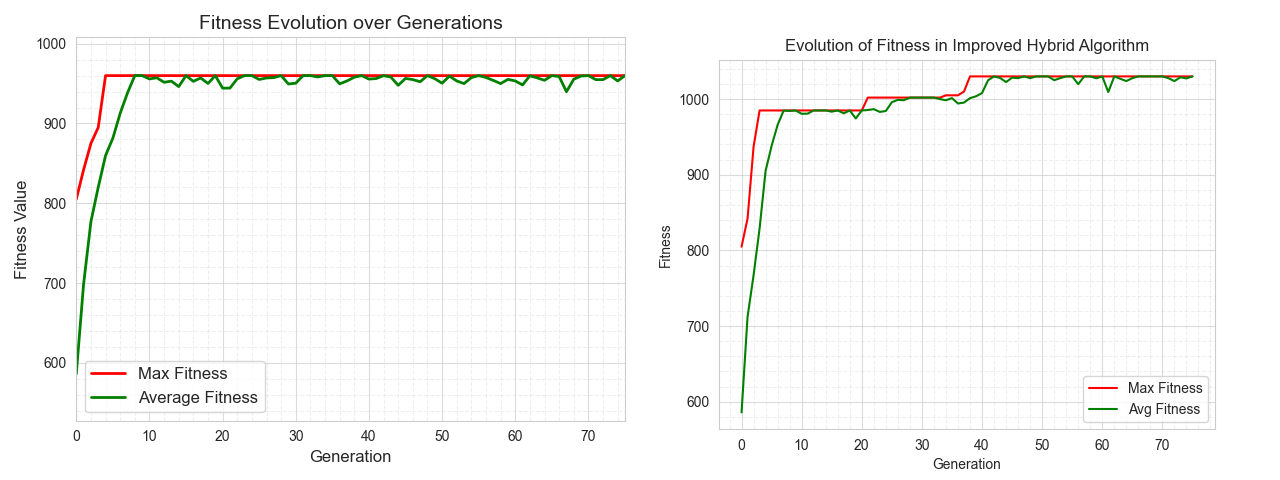 Fitness Evolution over Generations
1000
900
800
700
600
Fitness Value
0 10 20 30 40 50 60 70
Generation
Max Fitness
Average Fitness
Evolution of Fitness in Improved Hybrid Algorithm
1000
900
800
700
600
Fitness
0 10 20 30 40 50 60 70
Generation
Max Fitness
Avg Fitness